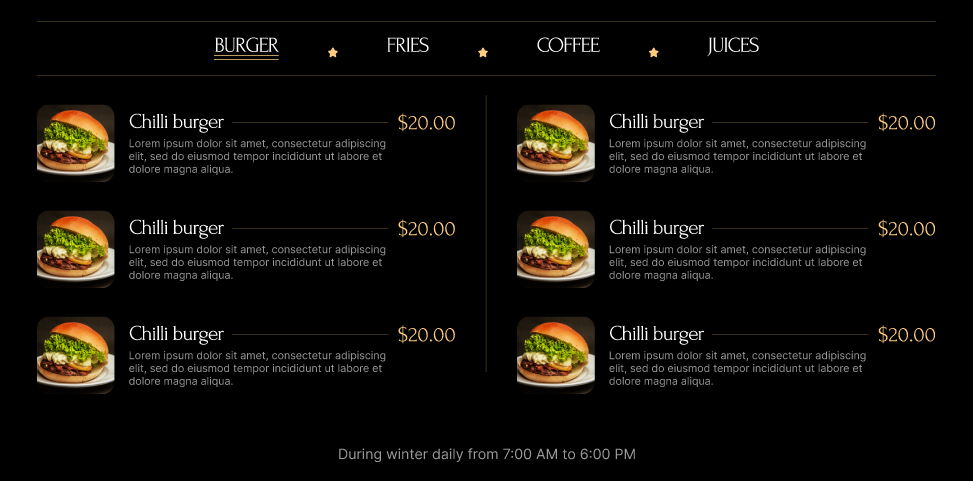 BURGER FRIES COFFEE JUICES
Chilli burger $20.00
Lorem ipsum dolor sit amet, consectetur adipiscing
elit, sed do eiusmod tempor incididunt ut labore et
dolore magna aliqua.
Chilli burger $20.00
Lorem ipsum dolor sit amet, consectetur adipiscing
elit, sed do eiusmod tempor incididunt ut labore et
dolore magna aliqua.
Chilli burger $20.00
Lorem ipsum dolor sit amet, consectetur adipiscing
elit, sed do eiusmod tempor incididunt ut labore et
dolore magna aliqua.
Chilli burger $20.00
Lorem ipsum dolor sit amet, consectetur adipiscing
elit, sed do eiusmod tempor incididunt ut labore et
dolore magna aliqua.
Chilli burger $20.00
Lorem ipsum dolor sit amet, consectetur adipiscing
elit, sed do eiusmod tempor incididunt ut labore et
dolore magna aliqua.
Chilli burger $20.00
Lorem ipsum dolor sit amet, consectetur adipiscing
elit, sed do eiusmod tempor incididunt ut labore et
dolore magna aliqua.
During winter daily from 7:00 AM to 6:00 PM